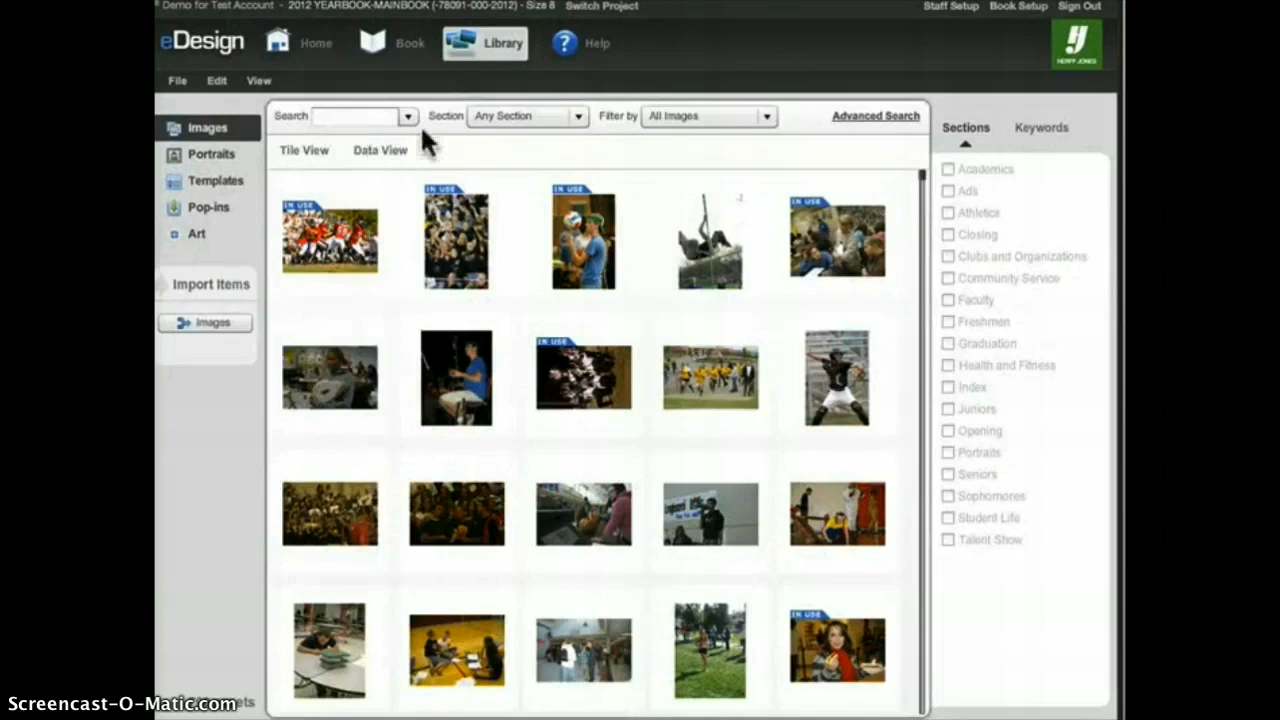 Demo for Test Account - 2012 YEARBOOK-MAINBOOK (-78091-000-2012) - Size 8 Switch Project Staff Setup Book Setup Sign Out
eDesign Home Book Library ? Help HJ HERFF JONES
File Edit View
Search Section Any Section Filter by All Images Advanced Search
Tile View Data View
Images
Portraits
Templates
Pop-ins
Art
Import Items
Images
IN USE
IN USE
IN USE
IN USE
IN USE
IN USE
Sections Keywords
Academics
Ads
Athletics
Closing
Clubs and Organizations
Community Service
Faculty
Freshmen
Graduation
Health and Fitness
Index
Juniors
Opening
Portraits
Seniors
Sophomores
Student Life
Talent Show
Screencast-O-Matic.com